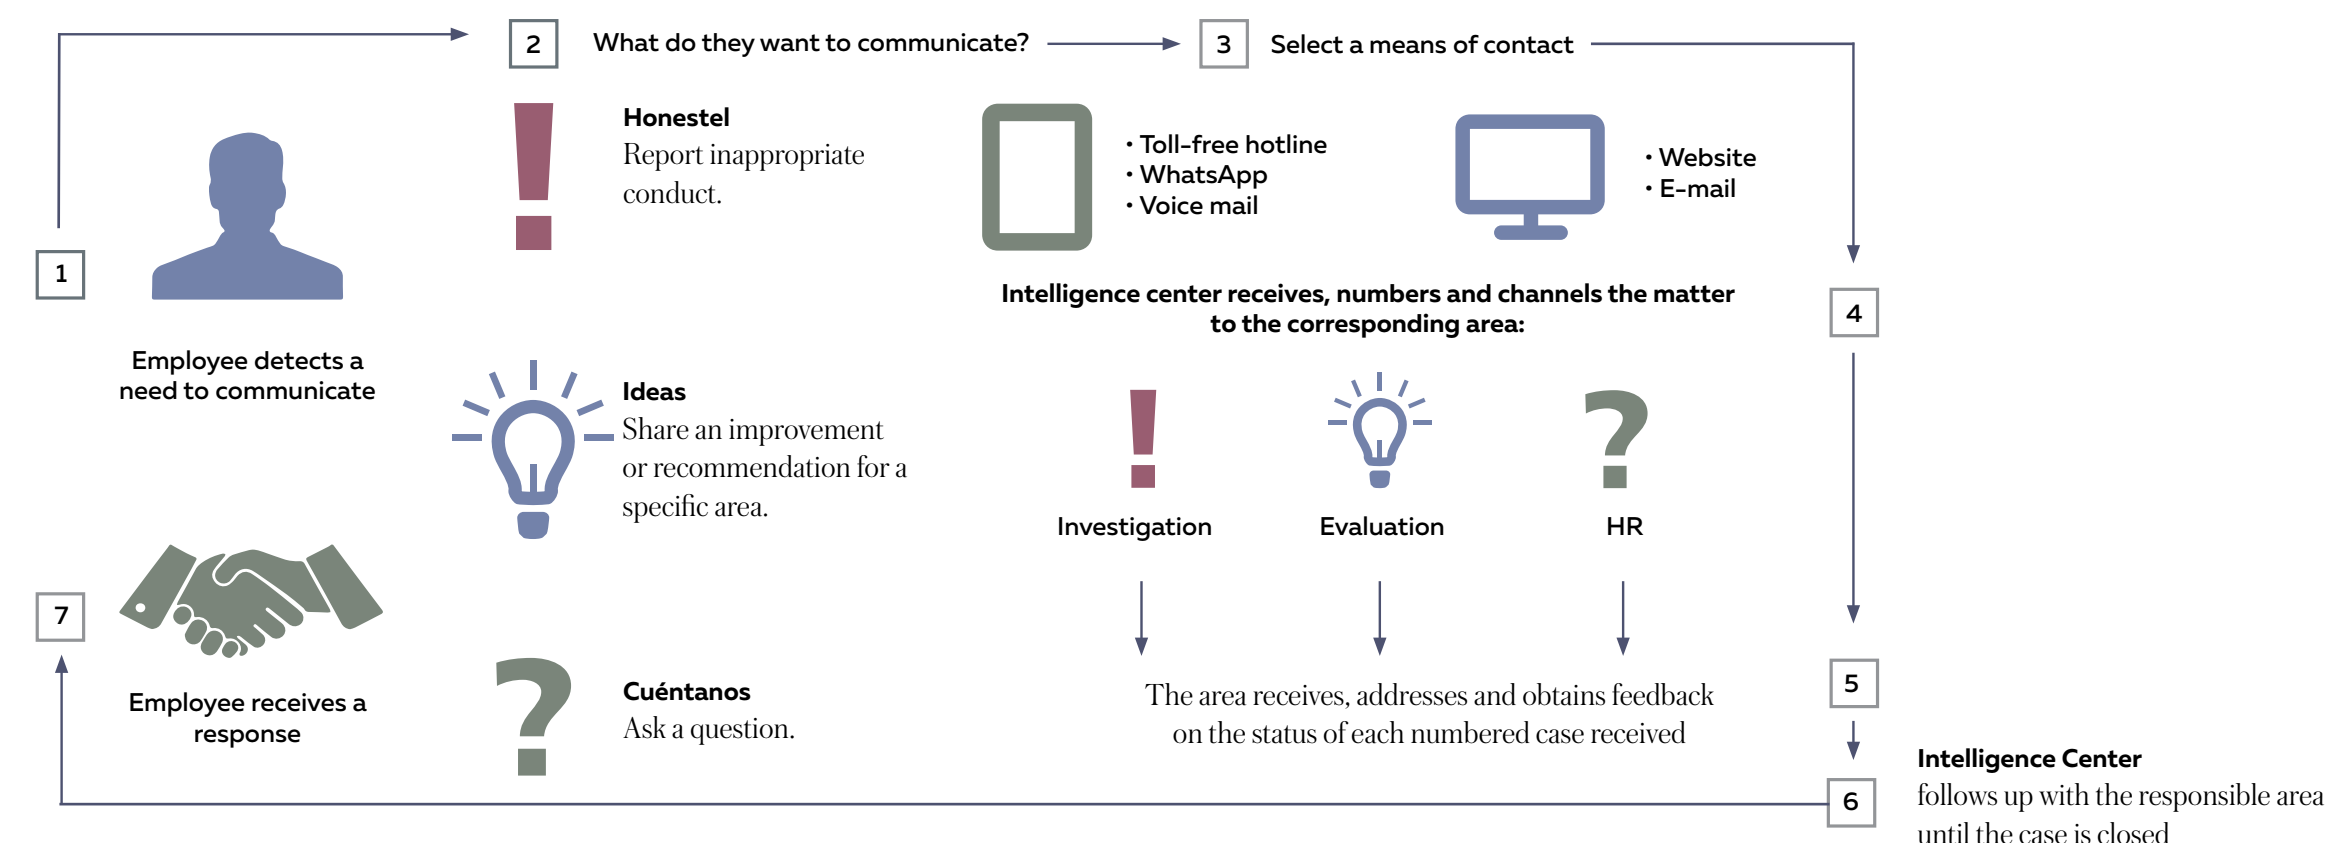 1
Employee detects a
need to communicate
2
What do they want to communicate?
Honestel
Report inappropriate
conduct.
Ideas
Share an improvement
or recommendation for a
specific area.
Cuéntanos
Ask a question.
3
Select a means of contact
• Toll-free hotline
• WhatsApp
• Voice mail
• Website
• E-mail
4
Intelligence center receives, numbers and channels the matter
to the corresponding area:
Investigation
Evaluation
HR
5
The area receives, addresses and obtains feedback
on the status of each numbered case received
6
Intelligence Center
follows up with the responsible area
until the case is closed
7
Employee receives a
response